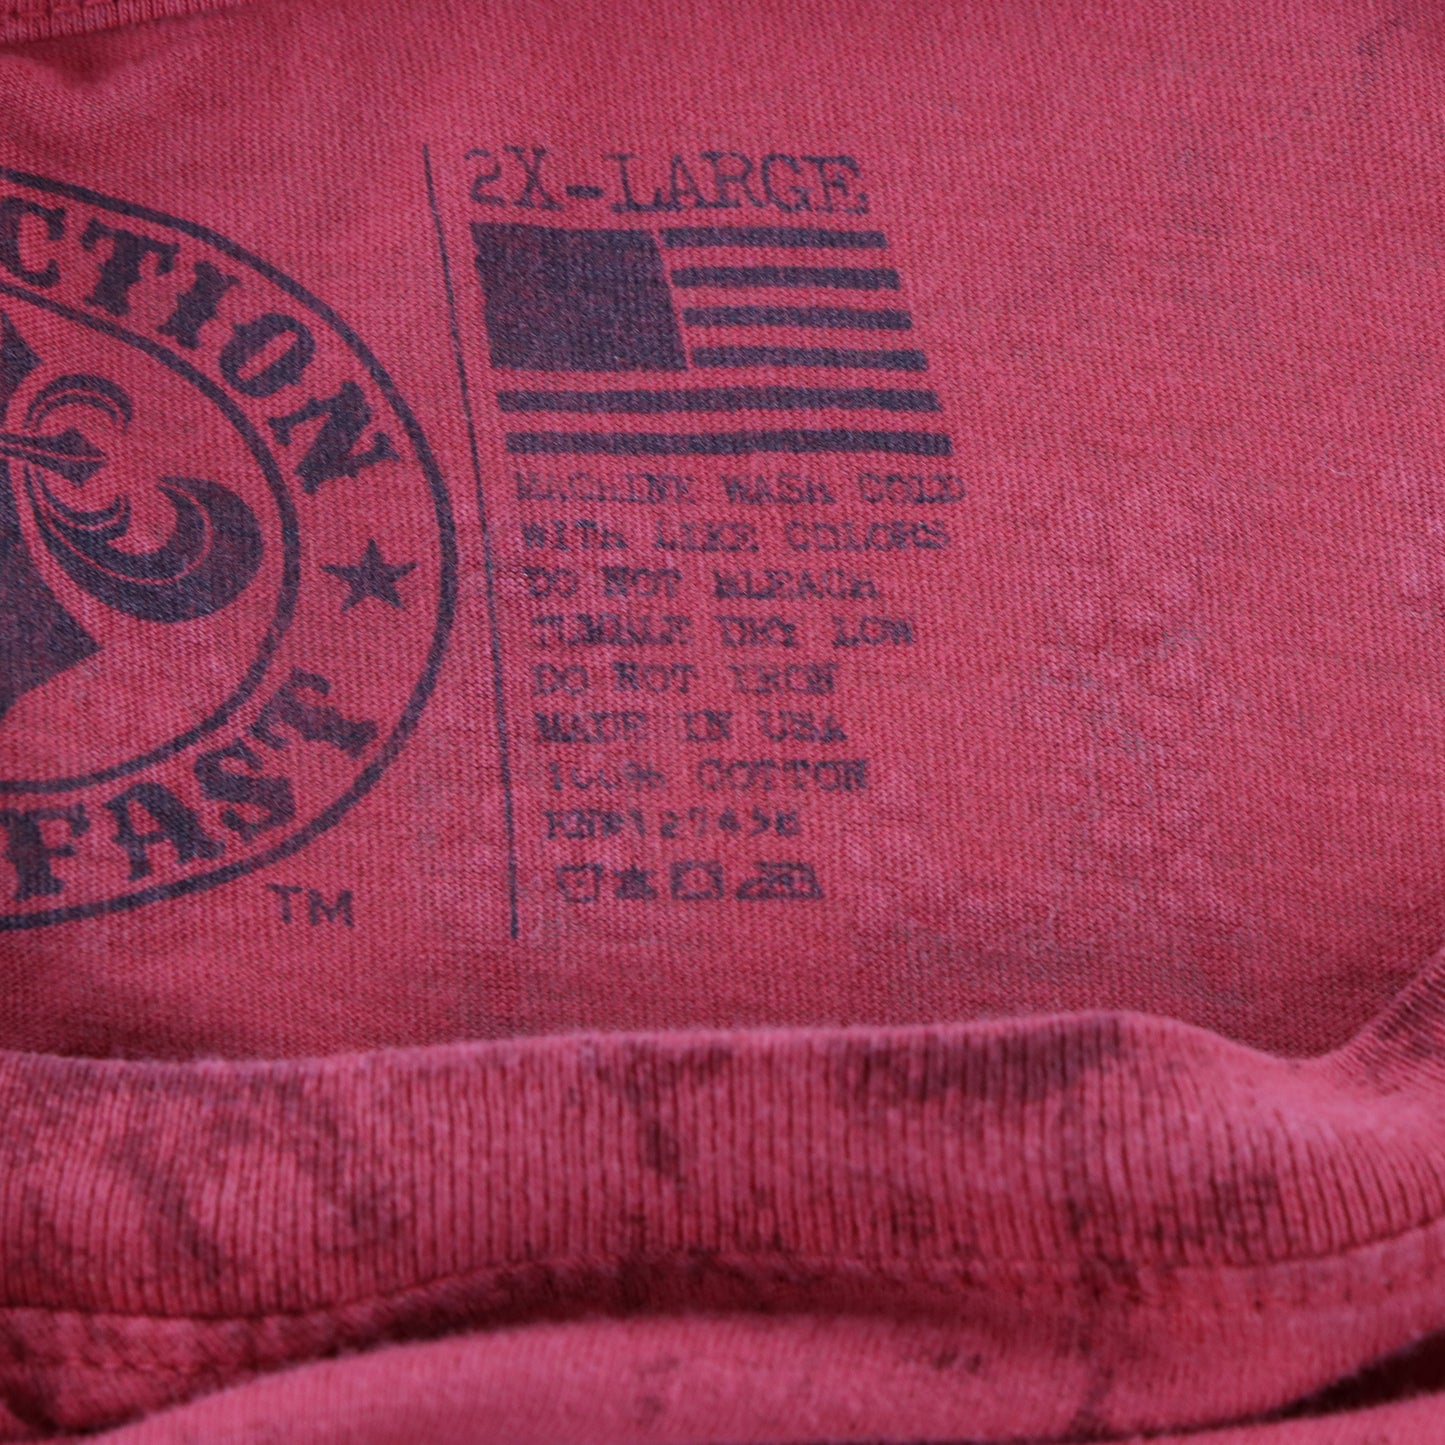 CTION
FAST
TM
2X-LARGE
MACHINE WASH COLD
WITH LIKE COLORS
DO NOT BLEACH
TUMBLE DRY LOW
DO NOT IRON
MADE IN USA
100% COTTON